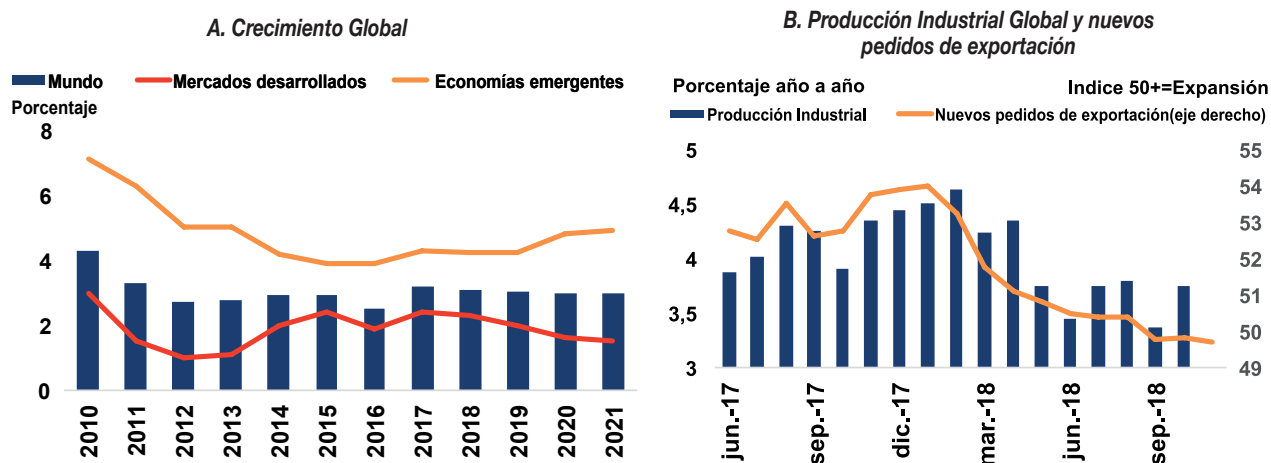 A. Crecimiento Global
Mundo Mercados desarrollados Economías emergentes
Porcentaje
8
6
4
2
0
2010 2011 2012 2013 2014 2015 2016 2017 2018 2019 2020 2021
B. Producción Industrial Global y nuevos
pedidos de exportación
Porcentaje año a año Indice 50+=Expansión
Producción Industrial Nuevos pedidos de exportación(eje derecho)
5 55
54
4,5 53
4 52
51
3,5 50
3 49
jun.-17 sep.-17 dic.-17 mar.-18 jun.-18 sep.-18